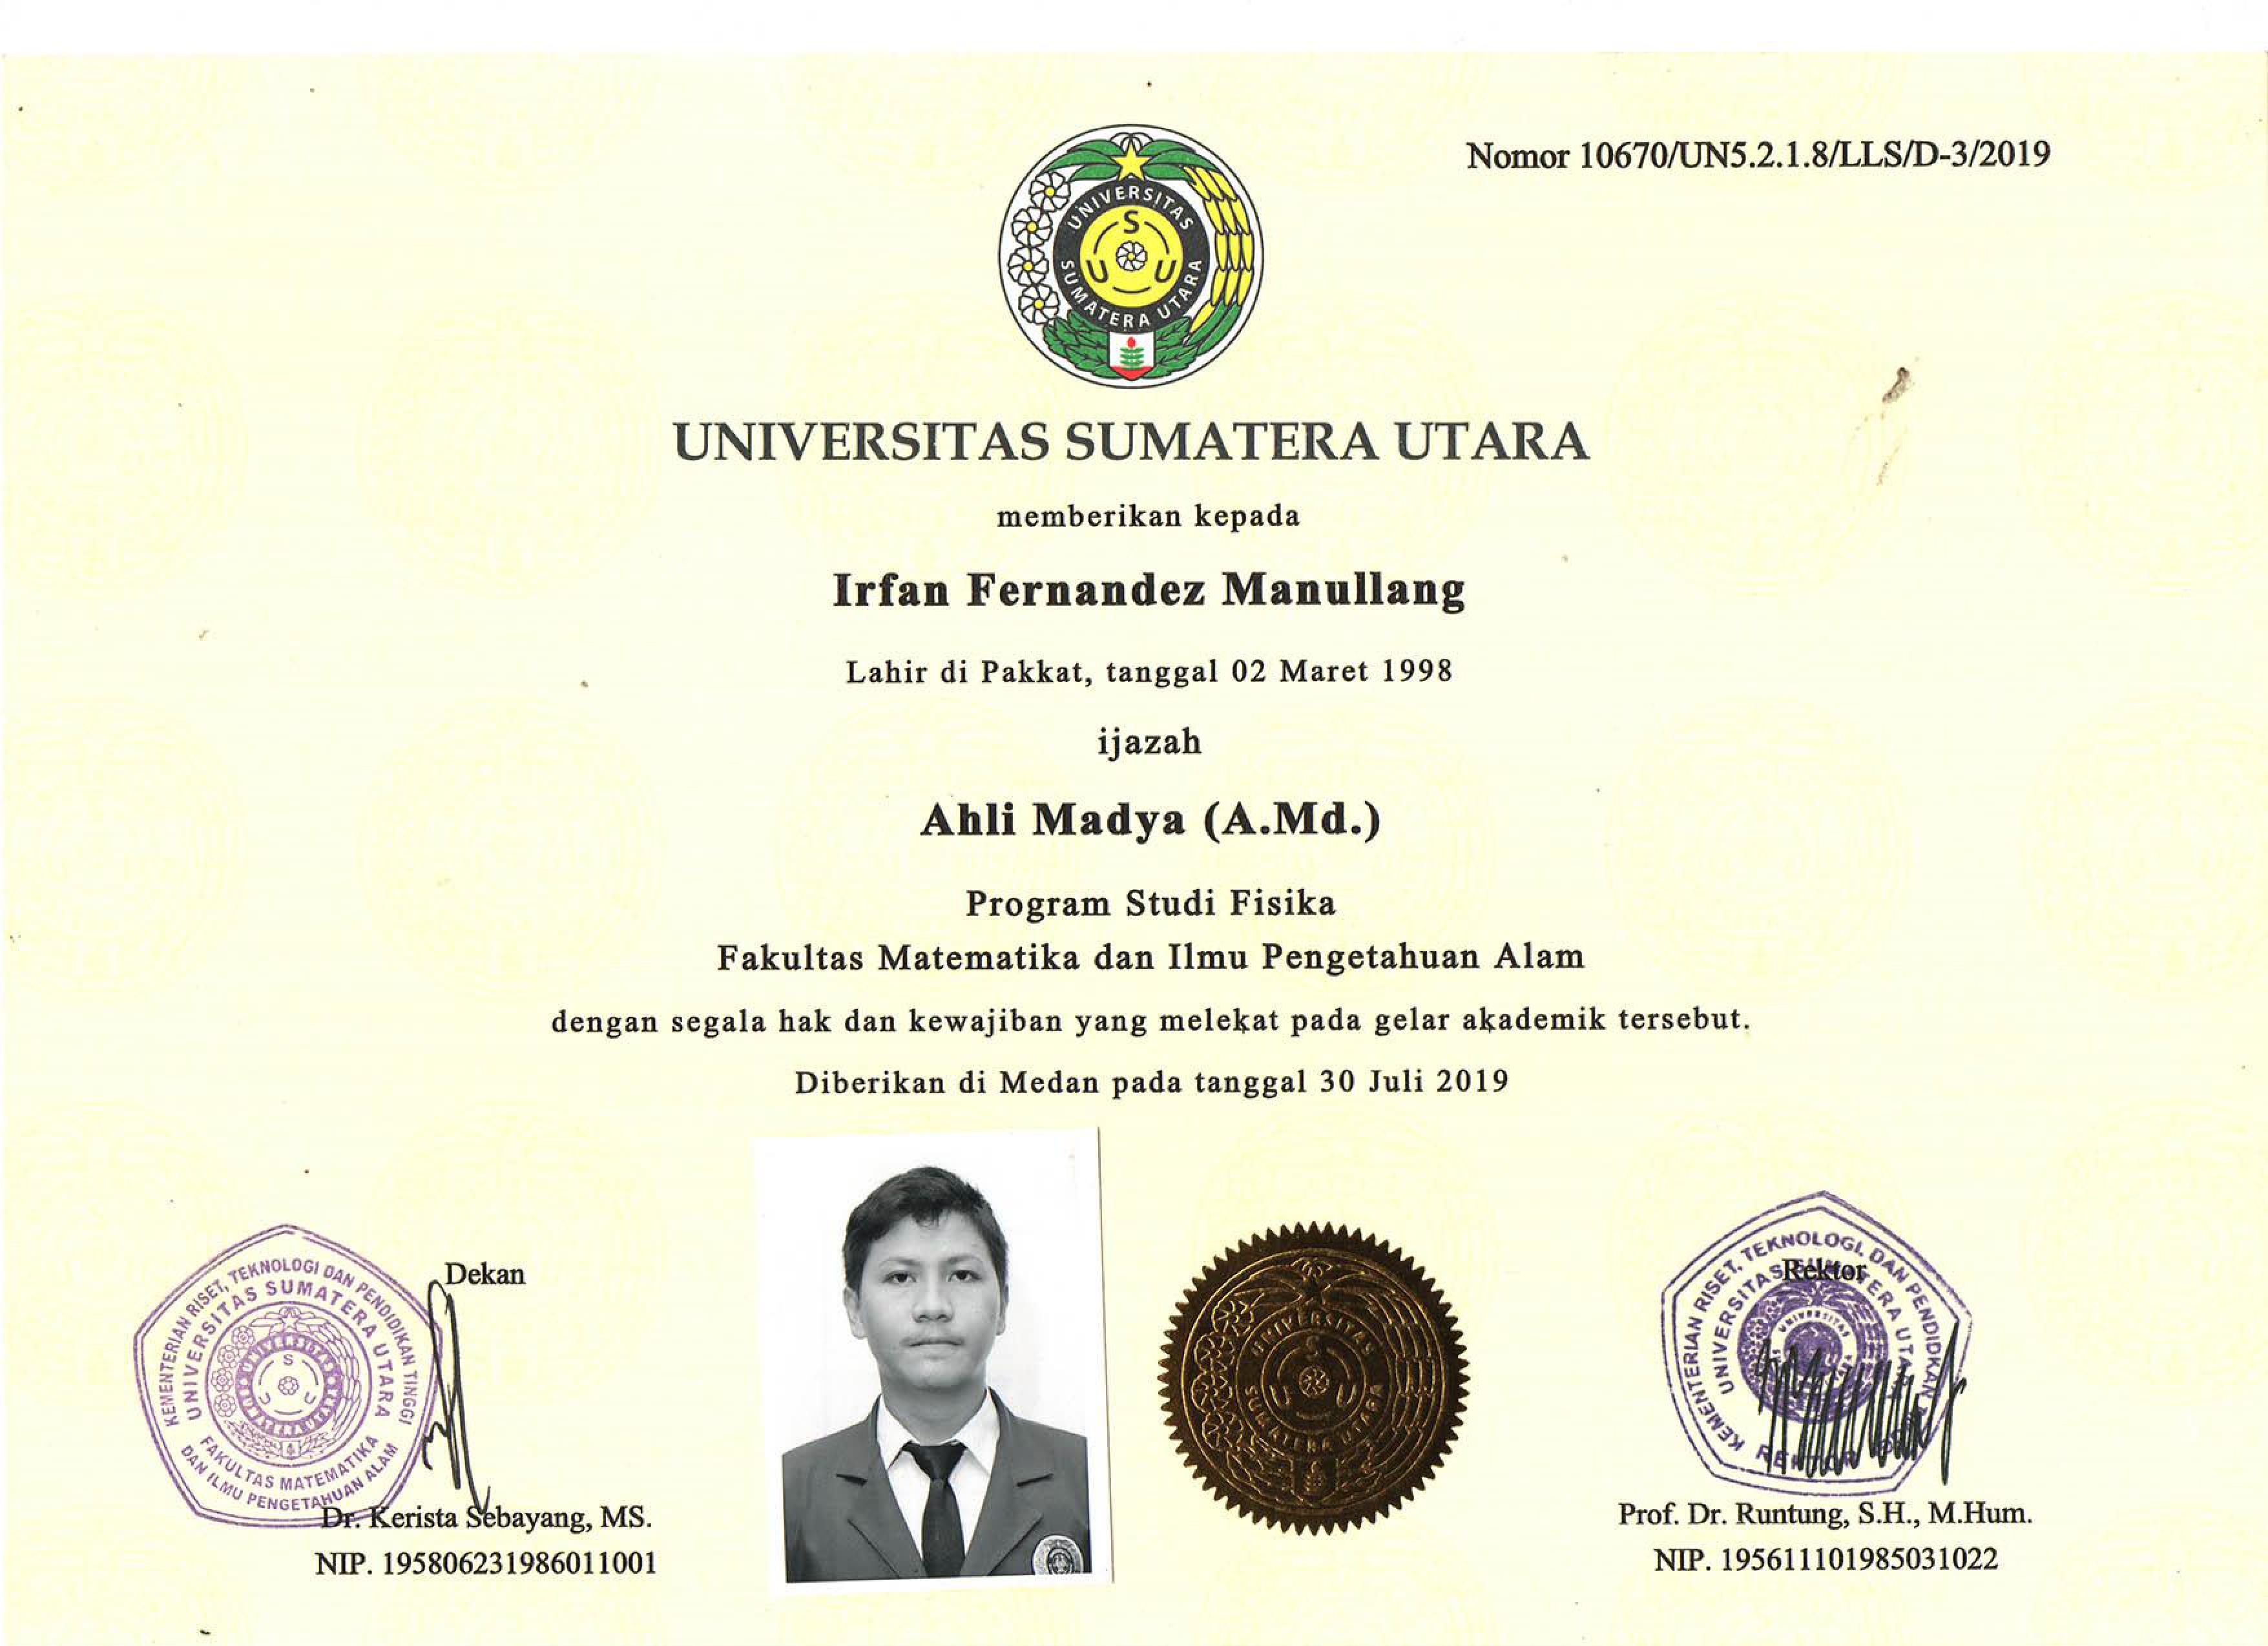 Nomor 10670/UN5.2.1.8/LLS/D-3/2019
UNIVERSITAS
SUMATERA UTARA
U S U
UNIVERSITAS SUMATERA UTARA
memberikan kepada
Irfan Fernandez Manullang
Lahir di Pakkat, tanggal 02 Maret 1998
ijazah
Ahli Madya (A.Md.)
Program Studi Fisika
Fakultas Matematika dan Ilmu Pengetahuan Alam
dengan segala hak dan kewajiban yang melekat pada gelar akademik tersebut.
Diberikan di Medan pada tanggal 30 Juli 2019
Dekan
KEMENTERIAN RISET, TEKNOLOGI DAN PENDIDIKAN TINGGI
UNIVERSITAS SUMATERA UTARA
UNIVERSITAS
SUMATERA UTARA
U S U
FAKULTAS MATEMATIKA
DAN ILMU PENGETAHUAN ALAM
Dr. Kerista Sebayang, MS.
NIP. 195806231986011001
UNIVERSITAS
SUMATERA UTARA
U S U
Rektor
KEMENTERIAN RISET, TEKNOLOGI, DAN PENDIDIKAN
UNIVERSITAS SUMATERA UTARA
UNIVERSITAS
REKTOR
Prof. Dr. Runtung, S.H., M.Hum.
NIP. 195611101985031022